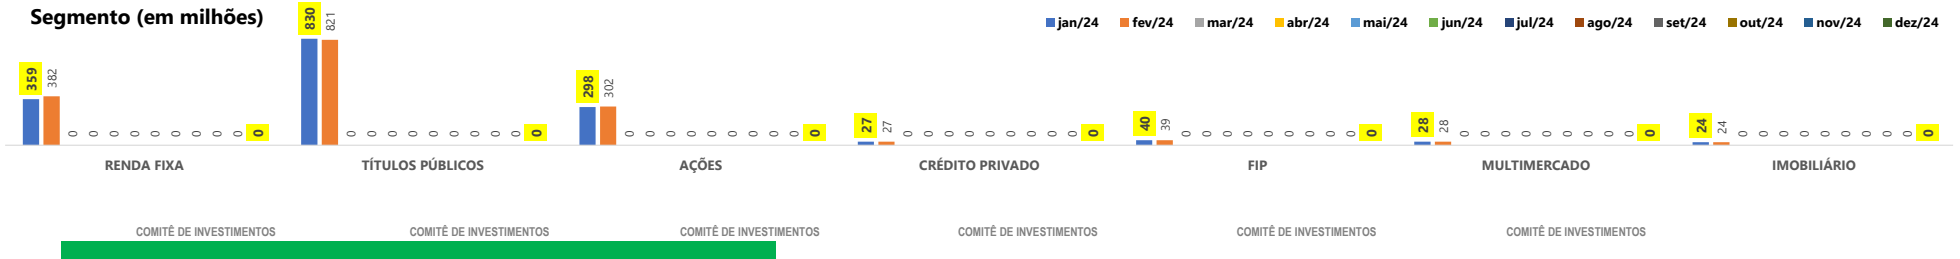 Segmento (em milhões)
jan/24 fev/24 mar/24 abr/24 mai/24 jun/24 jul/24 ago/24 set/24 out/24 nov/24 dez/24
359 382 0 0 0 0 0 0 0 0 0 0
830 821 0 0 0 0 0 0 0 0 0 0
298 302 0 0 0 0 0 0 0 0 0 0
27 27 0 0 0 0 0 0 0 0 0 0
40 39 0 0 0 0 0 0 0 0 0 0
28 28 0 0 0 0 0 0 0 0 0 0
24 24 0 0 0 0 0 0 0 0 0 0
RENDA FIXA TÍTULOS PÚBLICOS AÇÕES CRÉDITO PRIVADO FIP MULTIMERCADO IMOBILIÁRIO
COMITÊ DE INVESTIMENTOS COMITÊ DE INVESTIMENTOS COMITÊ DE INVESTIMENTOS COMITÊ DE INVESTIMENTOS COMITÊ DE INVESTIMENTOS COMITÊ DE INVESTIMENTOS